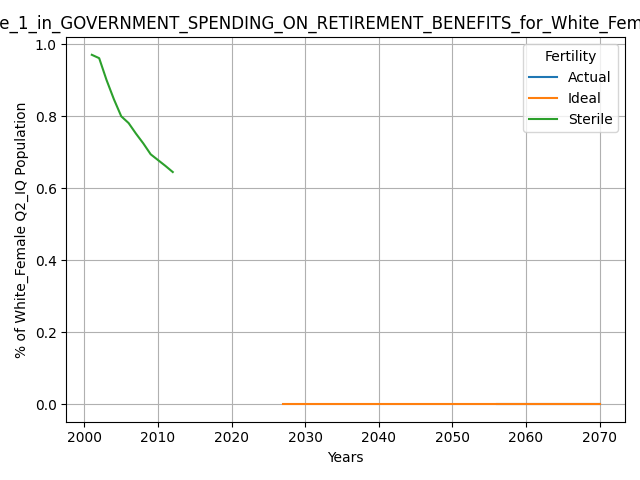 e_1_in_GOVERNMENT_SPENDING_ON_RETIREMENT_BENEFITS_for_White_Fem
1.0
0.8
0.6
0.4
0.2
0.0
% of White_Female Q2_IQ Population
Fertility
Actual
Ideal
Sterile
2000 2010 2020 2030 2040 2050 2060 2070
Years